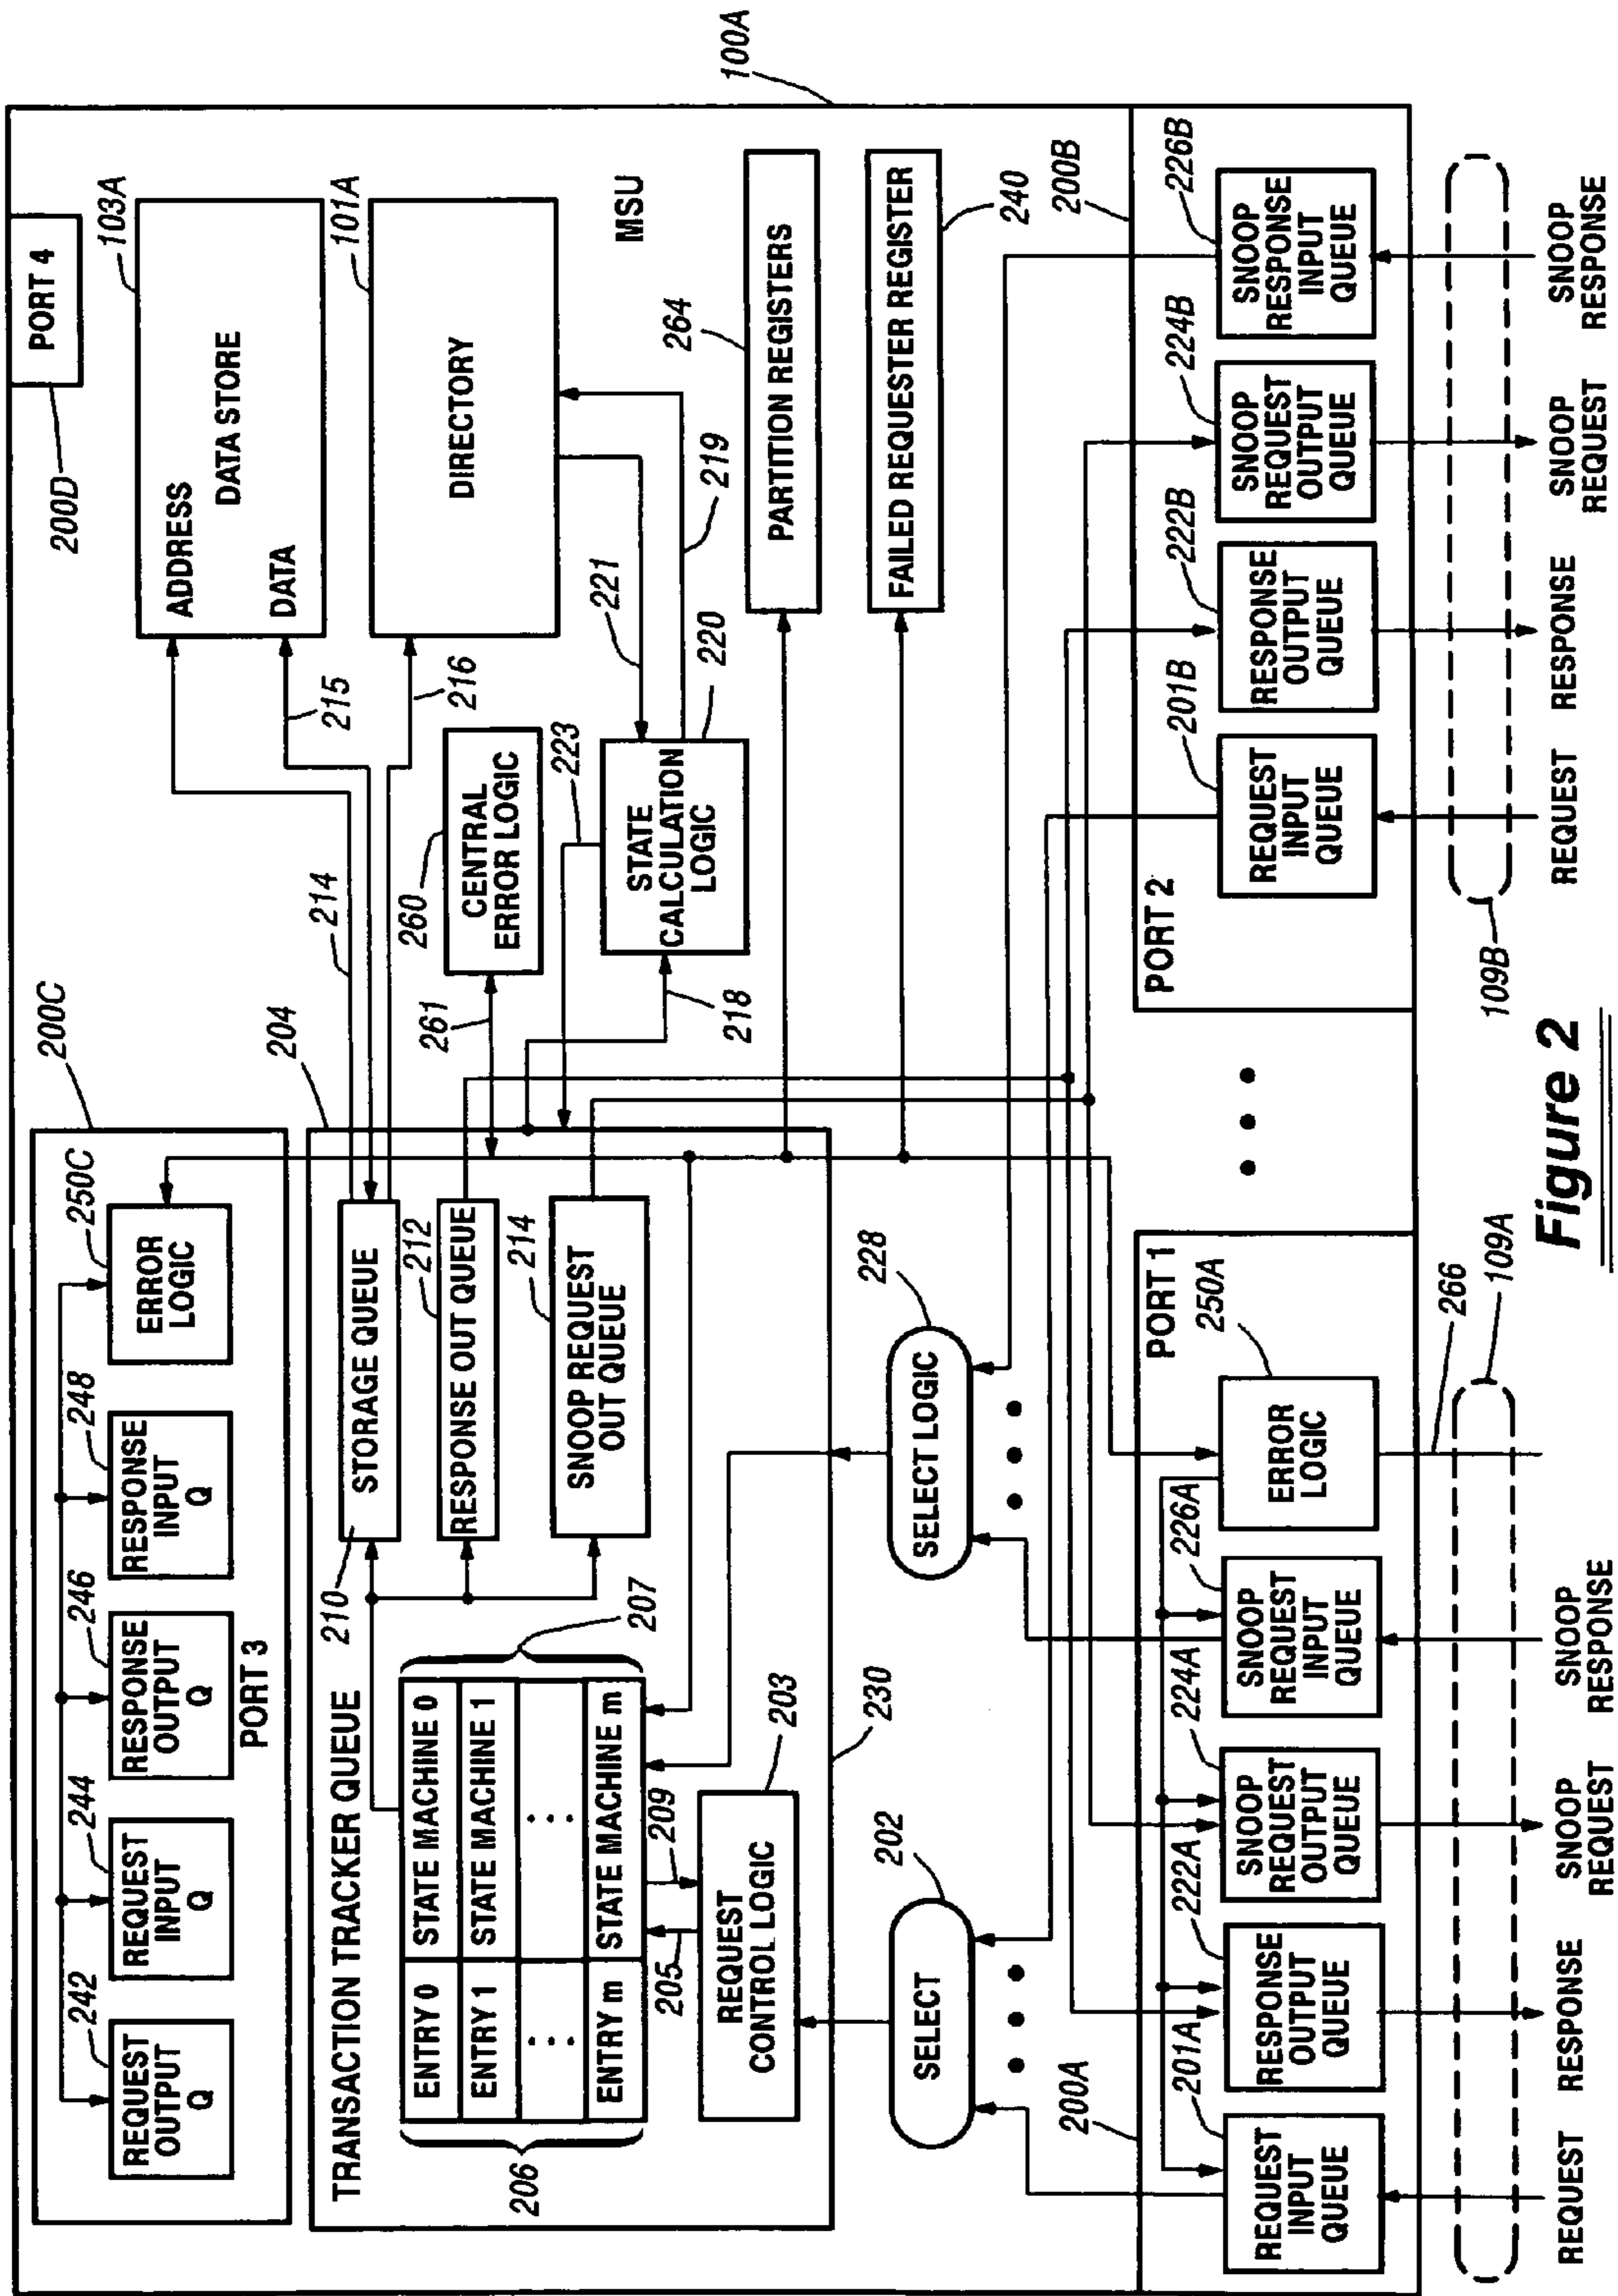 200C
242
244
246
248
250C
REQUEST
OUTPUT
Q
REQUEST
INPUT
Q
RESPONSE
OUTPUT
Q
RESPONSE
INPUT
Q
ERROR
LOGIC
PORT 3
200D
PORT 4
103A
ADDRESS
DATA STORE
DATA
214
215
216
204
TRANSACTION TRACKER QUEUE
210
STORAGE QUEUE
212
RESPONSE OUT QUEUE
214
SNOOP REQUEST
OUT QUEUE
206
ENTRY 0
STATE MACHINE 0
ENTRY 1
STATE MACHINE 1
...
...
ENTRY m
STATE MACHINE m
207
205
209
REQUEST
CONTROL LOGIC
203
230
261
260
CENTRAL
ERROR LOGIC
223
218
STATE
CALCULATION
LOGIC
220
221
219
101A
DIRECTORY
MSU
264
PARTITION REGISTERS
FAILED REQUESTER REGISTER
240
100A
SELECT
202
...
SELECT LOGIC
228
...
200A
PORT 1
201A
REQUEST
INPUT
QUEUE
222A
RESPONSE
OUTPUT
QUEUE
224A
SNOOP
REQUEST
OUTPUT
QUEUE
226A
SNOOP
REQUEST
INPUT
QUEUE
250A
ERROR
LOGIC
266
109A
REQUEST
RESPONSE
SNOOP
REQUEST
SNOOP
RESPONSE
...
PORT 2
200B
201B
REQUEST
INPUT
QUEUE
222B
RESPONSE
OUTPUT
QUEUE
224B
SNOOP
REQUEST
OUTPUT
QUEUE
226B
SNOOP
RESPONSE
INPUT
QUEUE
109B
REQUEST
RESPONSE
SNOOP
REQUEST
SNOOP
RESPONSE
Figure 2